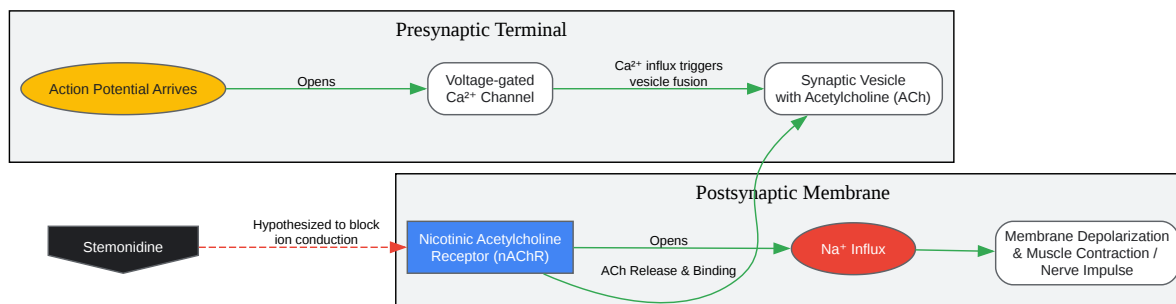 Presynaptic Terminal
Action Potential Arrives
Opens
Voltage-gated
Ca²⁺ Channel
Ca²⁺ influx triggers
vesicle fusion
Synaptic Vesicle
with Acetylcholine (ACh)
Postsynaptic Membrane
Stemonidine
Hypothesized to block
ion conduction
Nicotinic Acetylcholine
Receptor (nAChR)
Opens
ACh Release & Binding
Na⁺ Influx
Membrane Depolarization
& Muscle Contraction /
Nerve Impulse